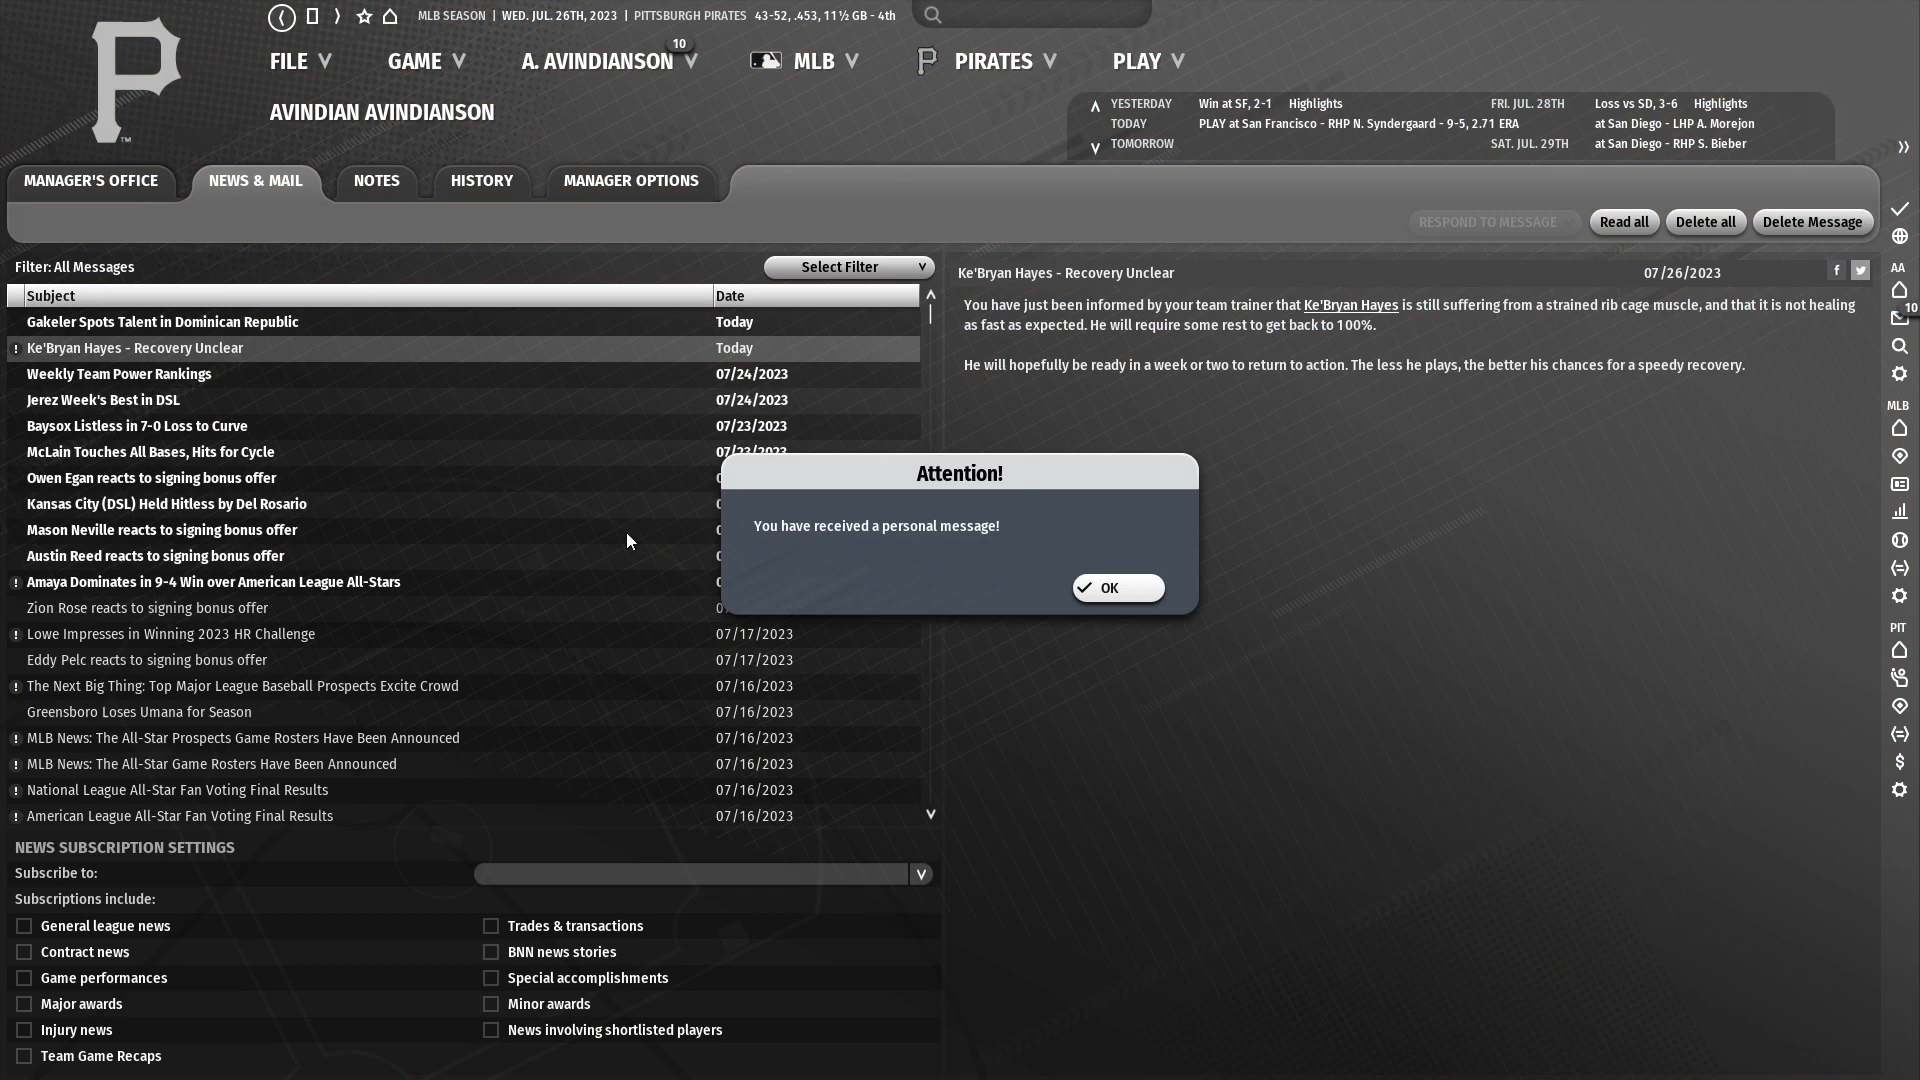 MLB SEASON | WED. JUL. 26TH, 2023 | PITTSBURGH PIRATES 43-52, .453, 11½ GB - 4th
FILE GAME A. AVINDIANSON 10 MLB PIRATES PLAY
P
TM
AVINDIAN AVINDIANSON
YESTERDAY Win at SF, 2-1 Highlights FRI. JUL. 28TH Loss vs SD, 3-6 Highlights
TODAY PLAY at San Francisco - RHP N. Syndergaard - 9-5, 2.71 ERA at San Diego - LHP A. Morejon
TOMORROW SAT. JUL. 29TH at San Diego - RHP S. Bieber
MANAGER'S OFFICE NEWS & MAIL NOTES HISTORY MANAGER OPTIONS
RESPOND TO MESSAGE Read all Delete all Delete Message
Filter: All Messages Select Filter
Subject Date
Gakeler Spots Talent in Dominican Republic Today
! Ke'Bryan Hayes - Recovery Unclear Today
Weekly Team Power Rankings 07/24/2023
Jerez Week's Best in DSL 07/24/2023
Baysox Listless in 7-0 Loss to Curve 07/23/2023
McLain Touches All Bases, Hits for Cycle 07/23/2023
Owen Egan reacts to signing bonus offer
Kansas City (DSL) Held Hitless by Del Rosario
Mason Neville reacts to signing bonus offer
Austin Reed reacts to signing bonus offer
! Amaya Dominates in 9-4 Win over American League All-Stars
Zion Rose reacts to signing bonus offer
! Lowe Impresses in Winning 2023 HR Challenge 07/17/2023
Eddy Pelc reacts to signing bonus offer 07/17/2023
! The Next Big Thing: Top Major League Baseball Prospects Excite Crowd 07/16/2023
Greensboro Loses Umana for Season 07/16/2023
! MLB News: The All-Star Prospects Game Rosters Have Been Announced 07/16/2023
! MLB News: The All-Star Game Rosters Have Been Announced 07/16/2023
! National League All-Star Fan Voting Final Results 07/16/2023
! American League All-Star Fan Voting Final Results 07/16/2023
NEWS SUBSCRIPTION SETTINGS
Subscribe to:
Subscriptions include:
General league news Trades & transactions
Contract news BNN news stories
Game performances Special accomplishments
Major awards Minor awards
Injury news News involving shortlisted players
Team Game Recaps
Ke'Bryan Hayes - Recovery Unclear 07/26/2023
You have just been informed by your team trainer that Ke'Bryan Hayes is still suffering from a strained rib cage muscle, and that it is not healing
as fast as expected. He will require some rest to get back to 100%.
He will hopefully be ready in a week or two to return to action. The less he plays, the better his chances for a speedy recovery.
Attention!
You have received a personal message!
OK
AA
10
MLB
PIT